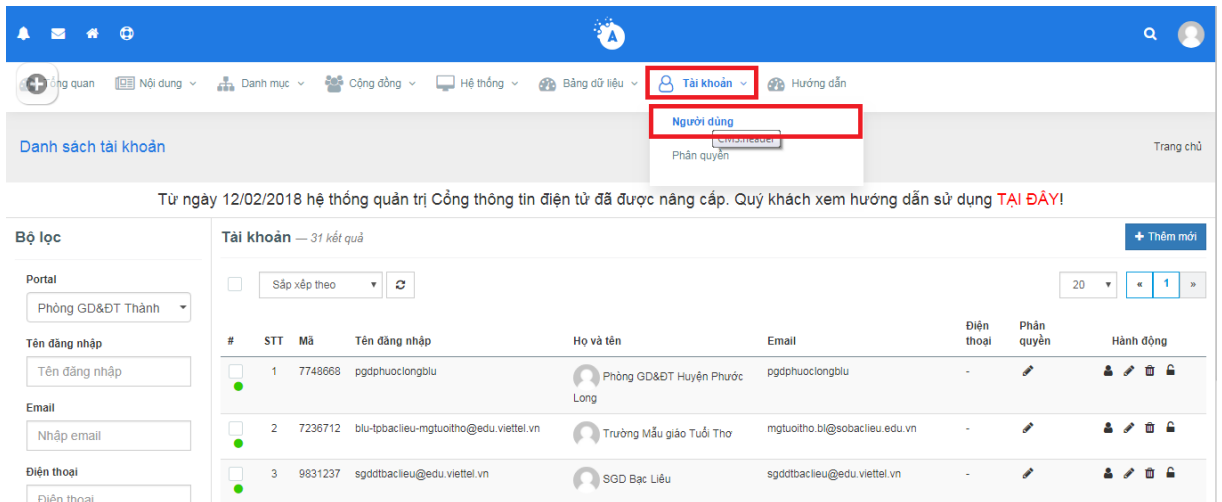 A
Tổng quan Nội dung Danh mục Cộng đồng Hệ thống Bảng dữ liệu Tài khoản Hướng dẫn
Người dùng
CMS.header
Phân quyền
Danh sách tài khoản
Trang chủ
Từ ngày 12/02/2018 hệ thống quản trị Cổng thông tin điện tử đã được nâng cấp. Quý khách xem hướng dẫn sử dụng TẠI ĐÂY!
Bộ lọc
Portal
Phòng GD&ĐT Thành
Tên đăng nhập
Tên đăng nhập
Email
Nhập email
Điện thoại
Điện thoại
Tài khoản — 31 kết quả
+ Thêm mới
Sắp xếp theo
20 « 1 »
# STT Mã Tên đăng nhập Họ và tên Email Điện thoại Phân quyền Hành động
1 7748668 pgdphuoclongblu Phòng GD&ĐT Huyện Phước Long pgdphuoclongblu -
2 7236712 blu-tpbaclieu-mgtuoitho@edu.viettel.vn Trường Mẫu giáo Tuổi Thơ mgtuoitho.bl@sobaclieu.edu.vn -
3 9831237 sgddtbaclieu@edu.viettel.vn SGD Bạc Liêu sgddtbaclieu@edu.viettel.vn -